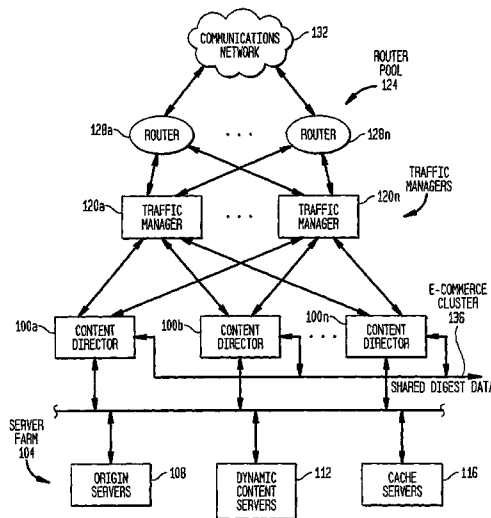 COMMUNICATIONS
NETWORK
132
ROUTER
POOL
124
128a
ROUTER
. . .
ROUTER
128n
120a
TRAFFIC
MANAGER
. . .
TRAFFIC
MANAGER
120n
TRAFFIC
MANAGERS
100a
CONTENT
DIRECTOR
100b
CONTENT
DIRECTOR
. . . .
100n
CONTENT
DIRECTOR
E-COMMERCE
CLUSTER
136
SHARED DIGEST DATA
SERVER
FARM
104
ORIGIN
SERVERS
108
DYNAMIC
CONTENT
SERVERS
112
CACHE
SERVERS
116